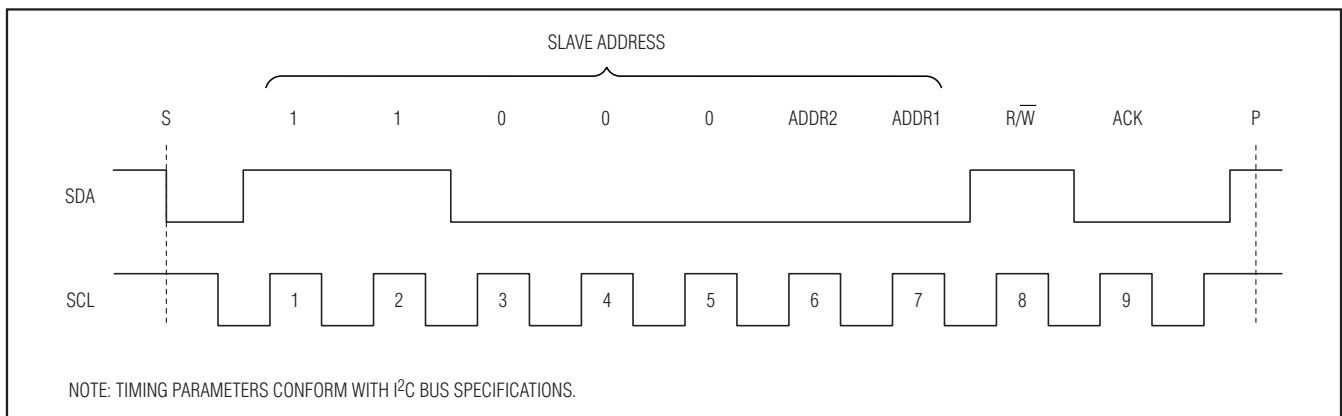 SLAVE ADDRESS
S 1 1 0 0 0 ADDR2 ADDR1 R/W̅ ACK P
SDA
SCL 1 2 3 4 5 6 7 8 9
NOTE: TIMING PARAMETERS CONFORM WITH I²C BUS SPECIFICATIONS.